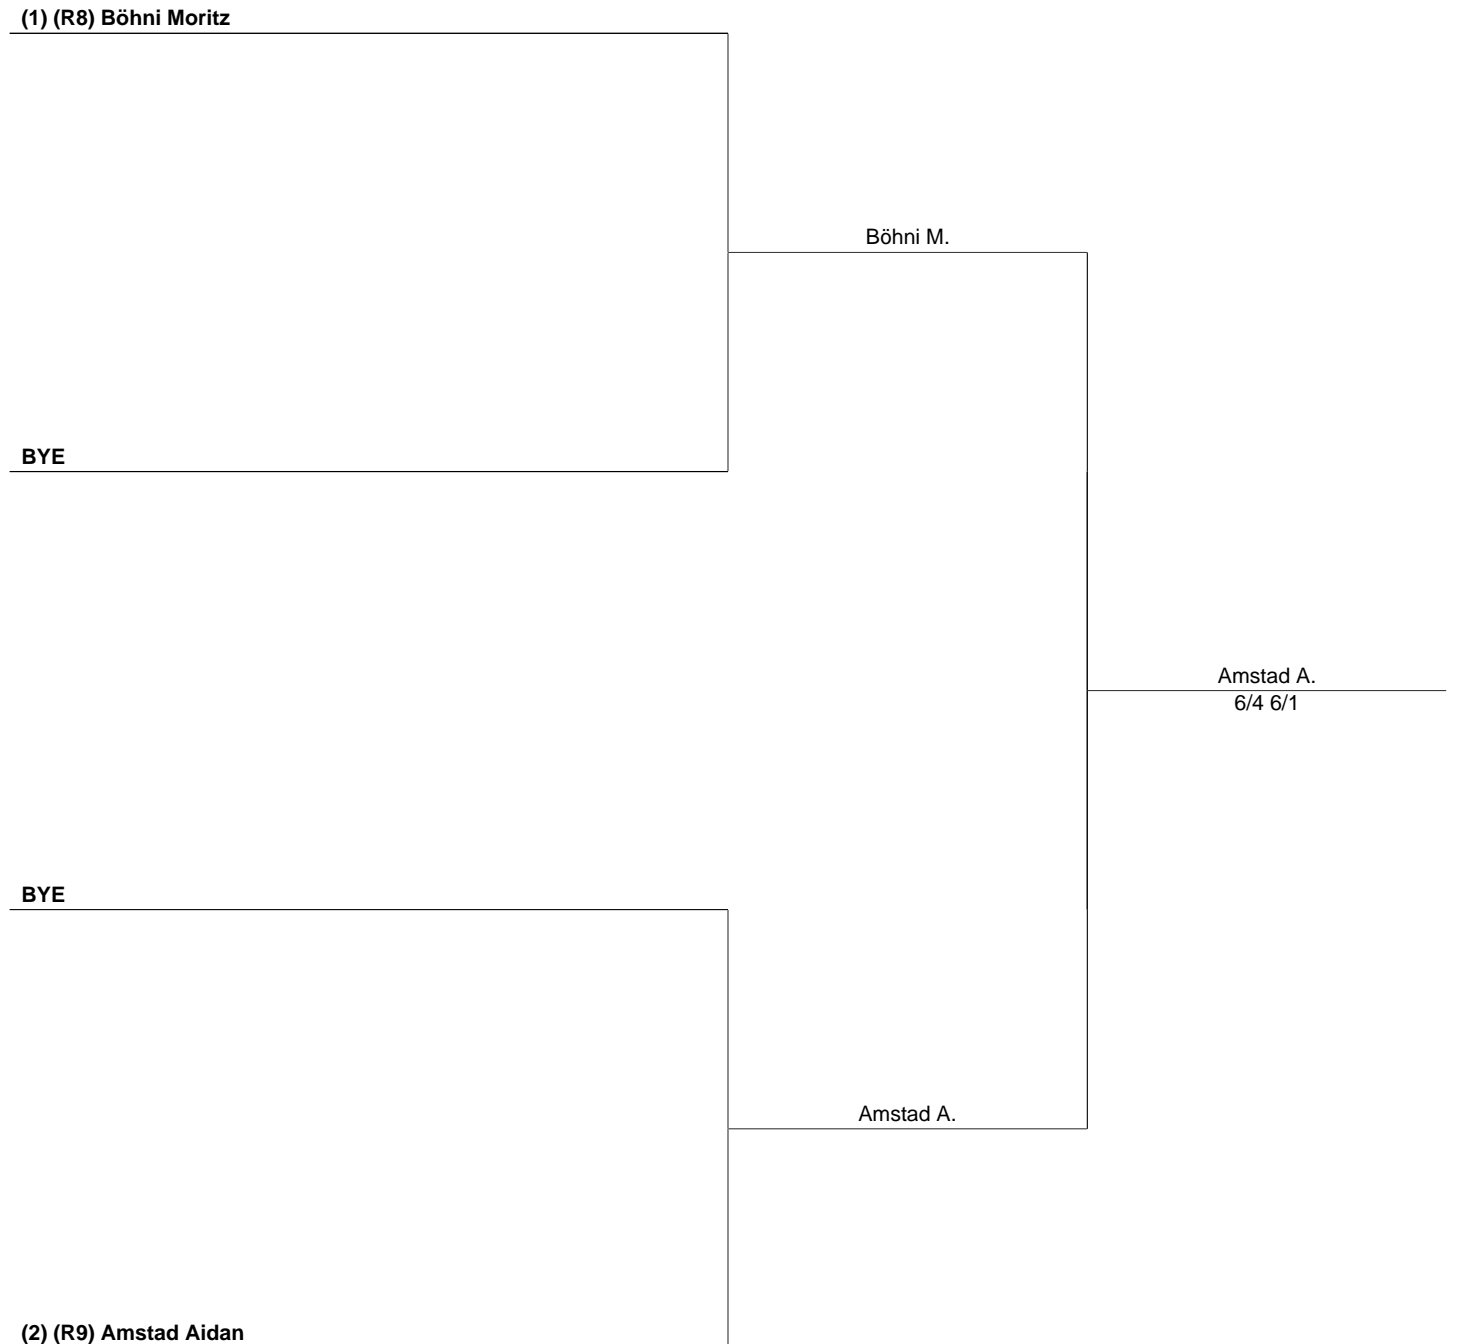 (1) (R8) Böhni Moritz
Böhni M.
BYE
Amstad A.
6/4 6/1
BYE
Amstad A.
(2) (R9) Amstad Aidan